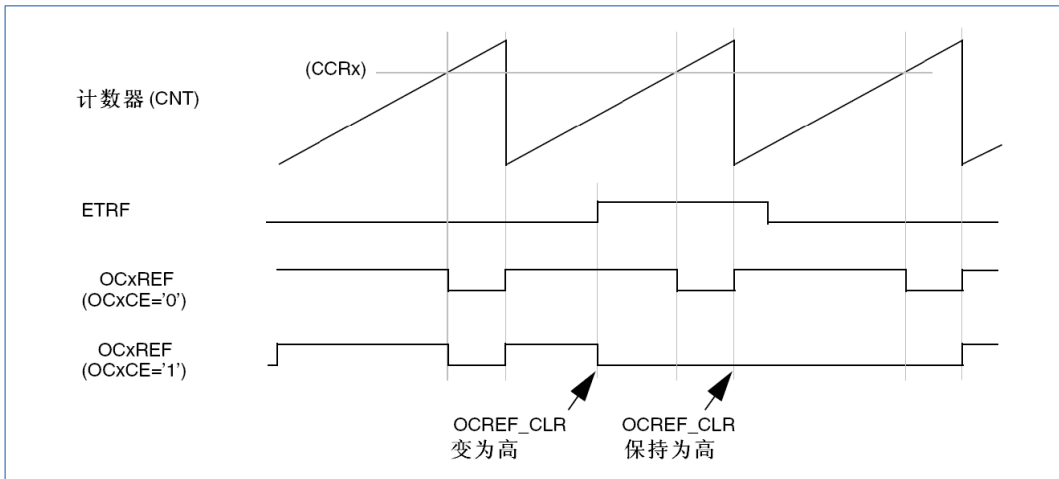 (CCRx)
计数器(CNT)
ETRF
OCxREF
(OCxCE='0')
OCxREF
(OCxCE='1')
OCREF_CLR
变为高
OCREF_CLR
保持为高